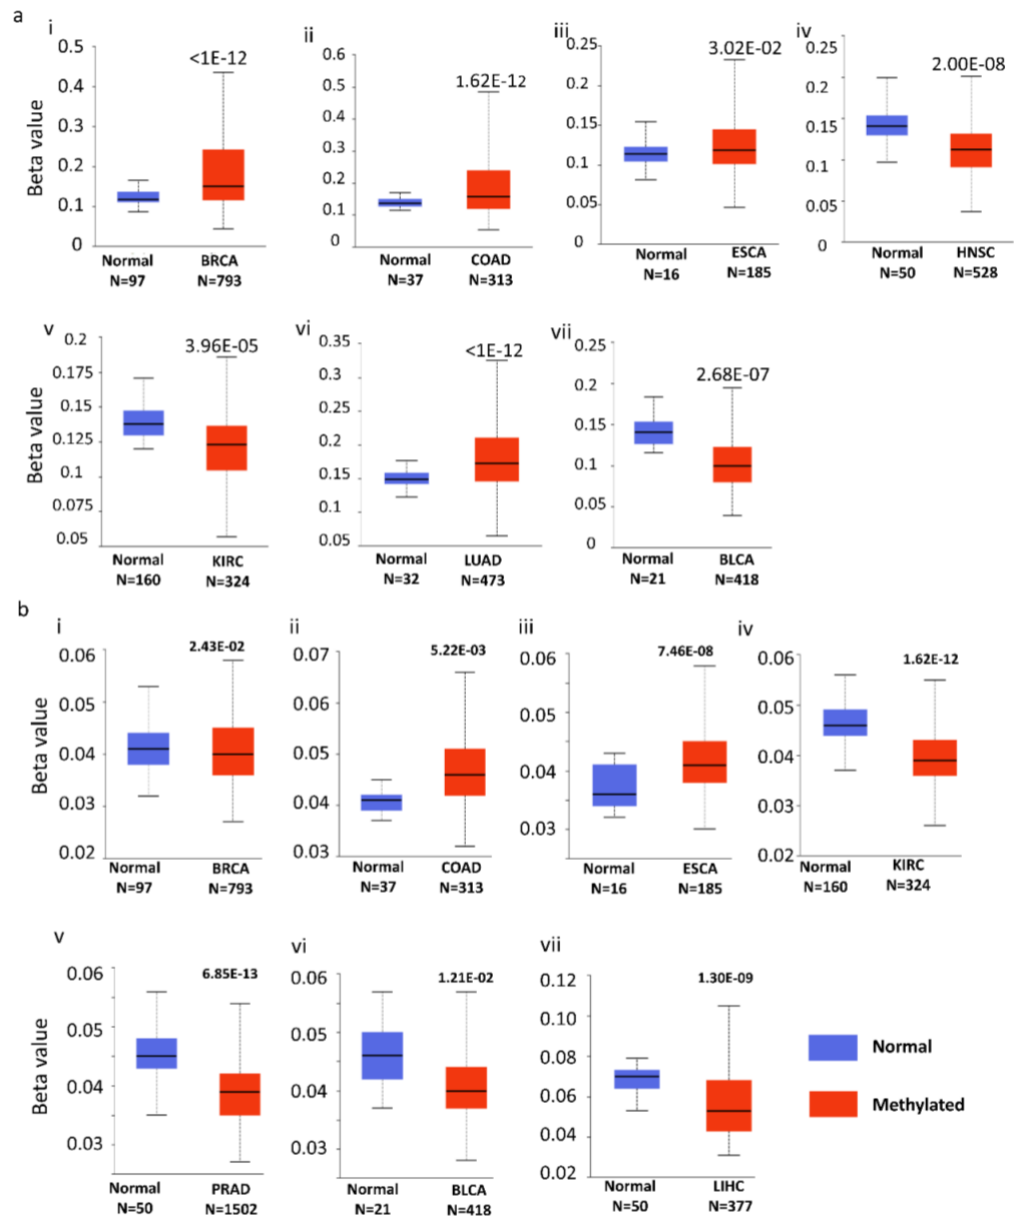 a
i
0.5
0.4
0.3
0.2
0.1
0
Beta value
<1E-12
Normal
N=97
BRCA
N=793
ii
0.6
0.5
0.4
0.3
0.2
0.1
0
1.62E-12
Normal
N=37
COAD
N=313
iii
0.25
0.2
0.15
0.1
0.05
0
3.02E-02
Normal
N=16
ESCA
N=185
iv
0.25
0.2
0.15
0.1
0.05
0
2.00E-08
Normal
N=50
HNSC
N=528
v
0.2
0.175
0.15
0.125
0.1
0.075
0.05
Beta value
3.96E-05
Normal
N=160
KIRC
N=324
vi
0.35
0.3
0.25
0.2
0.15
0.1
0.05
<1E-12
Normal
N=32
LUAD
N=473
vii
0.25
0.2
0.15
0.1
0.05
0
2.68E-07
Normal
N=21
BLCA
N=418
b
i
0.06
0.05
0.04
0.03
0.02
Beta value
2.43E-02
Normal
N=97
BRCA
N=793
ii
0.07
0.06
0.05
0.04
0.03
5.22E-03
Normal
N=37
COAD
N=313
iii
0.06
0.05
0.04
0.03
7.46E-08
Normal
N=16
ESCA
N=185
iv
0.06
0.05
0.04
0.03
0.02
1.62E-12
Normal
N=160
KIRC
N=324
v
0.06
0.05
0.04
0.03
Beta value
6.85E-13
Normal
N=50
PRAD
N=1502
vi
0.06
0.05
0.04
0.03
1.21E-02
Normal
N=21
BLCA
N=418
vii
0.12
0.10
0.08
0.06
0.04
0.02
1.30E-09
Normal
N=50
LIHC
N=377
Normal
Methylated